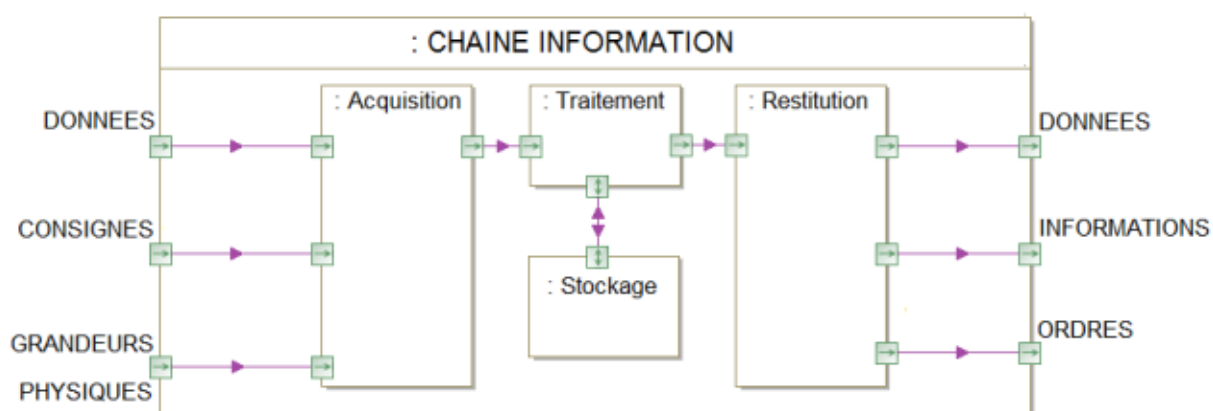 : CHAINE INFORMATION
: Acquisition
: Traitement
: Restitution
DONNEES
DONNEES
CONSIGNES
INFORMATIONS
: Stockage
GRANDEURS
PHYSIQUES
ORDRES